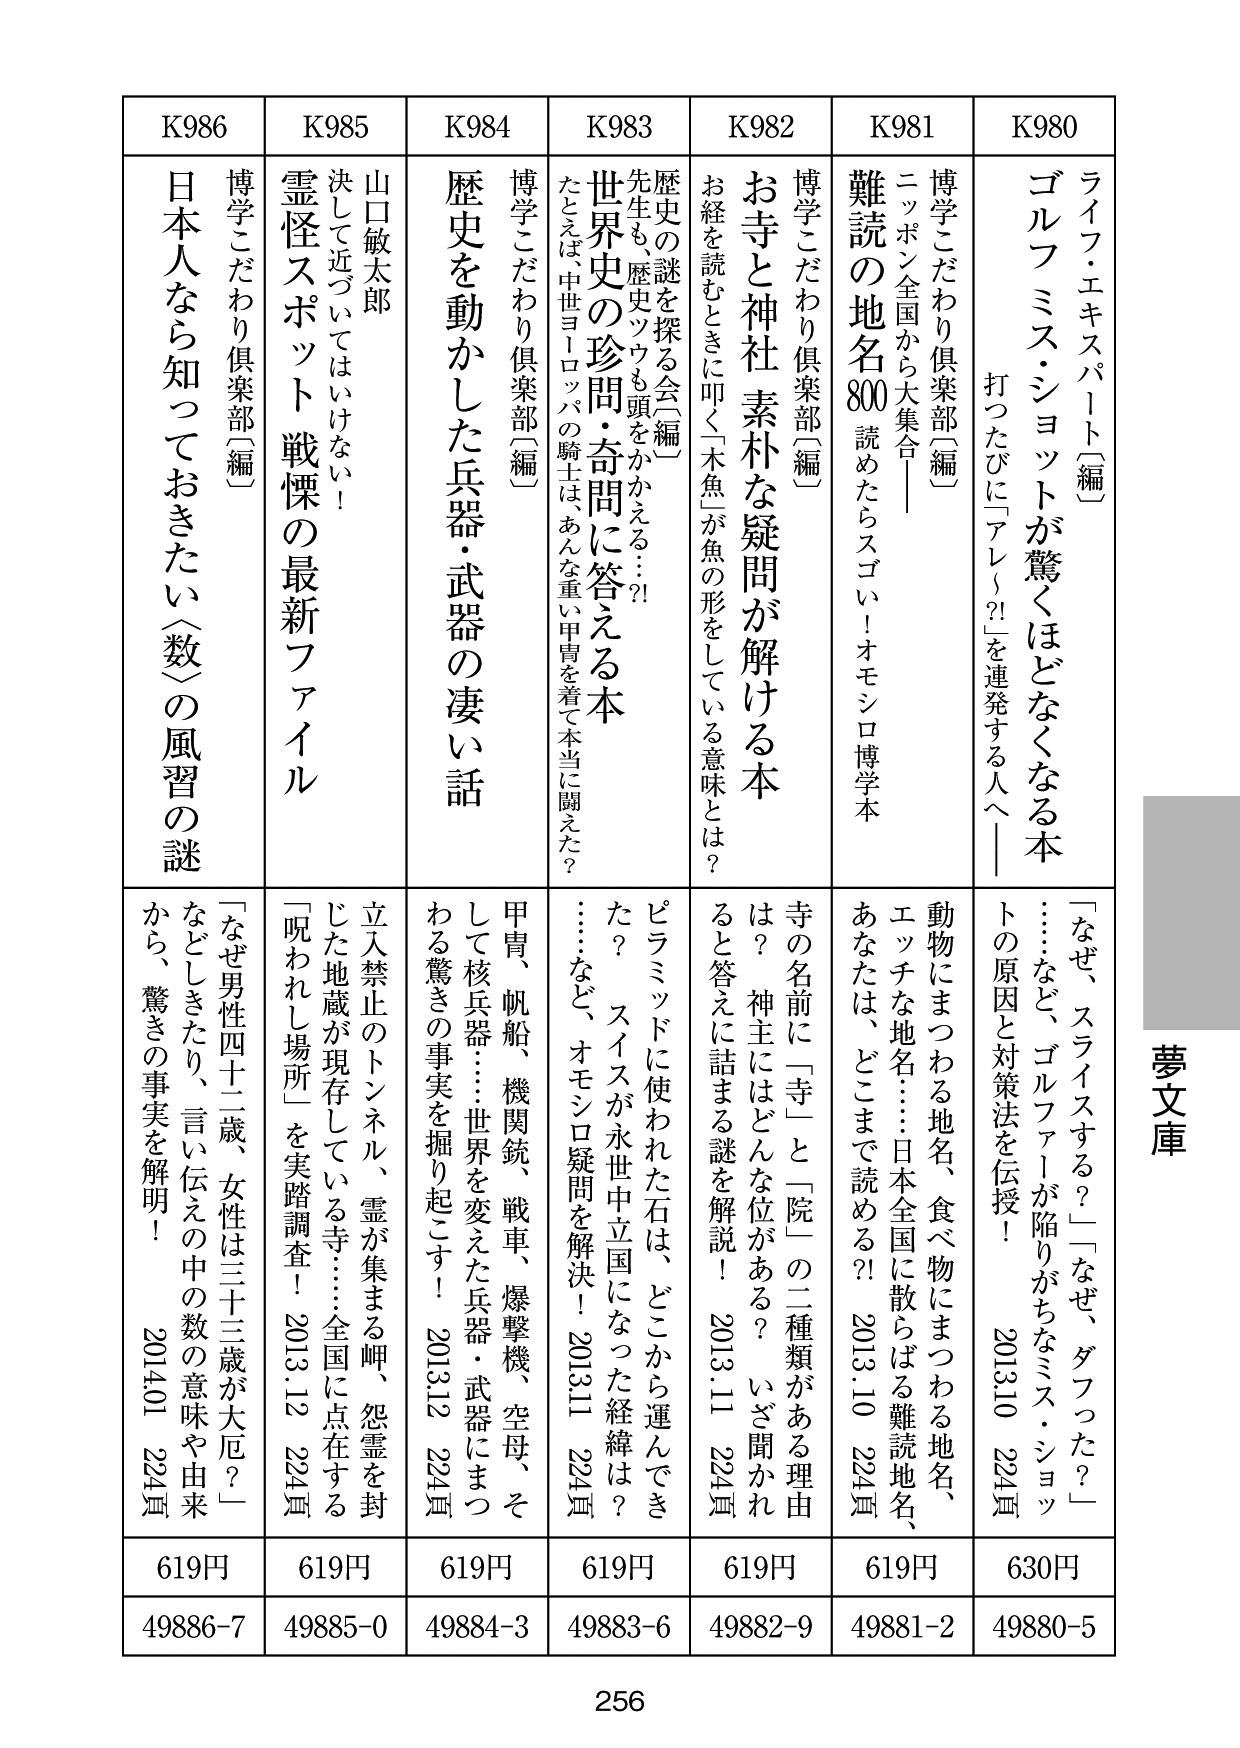 夢文庫
K980
ライフ・エキスパート〔編〕
ゴルフ ミス・ショットが驚くほどなくなる本
打つたびに「アレ〜?!」を連発する人へ――
「なぜ、スライスする？」「なぜ、ダフった？」
……など、ゴルファーが陥りがちなミス・ショッ
トの原因と対策法を伝授！ 2013.10 224頁
630円
49880-5
K981
博学こだわり倶楽部〔編〕
ニッポン全国から大集合――
難読の地名800 読めたらスゴい！オモシロ博学本
動物にまつわる地名、食べ物にまつわる地名、
エッチな地名……日本全国に散らばる難読地名、
あなたは、どこまで読める?! 2013.10 224頁
619円
49881-2
K982
博学こだわり倶楽部〔編〕
お寺と神社 素朴な疑問が解ける本
お経を読むときに叩く「木魚」が魚の形をしている意味とは？
寺の名前に「寺」と「院」の二種類がある理由
は？ 神主にはどんな位がある？ いざ聞かれ
ると答えに詰まる謎を解説！ 2013.11 224頁
619円
49882-9
K983
歴史の謎を探る会〔編〕
先生も、歴史ツウも頭をかかえる…?!
世界史の珍問・奇問に答える本
たとえば、中世ヨーロッパの騎士は、あんな重い甲冑を着て本当に闘えた？
ピラミッドに使われた石は、どこから運んでき
た？ スイスが永世中立国になった経緯は？
……など、オモシロ疑問を解決！ 2013.11 224頁
619円
49883-6
K984
博学こだわり倶楽部〔編〕
歴史を動かした兵器・武器の凄い話
甲冑、帆船、機関銃、戦車、爆撃機、空母、そ
して核兵器……世界を変えた兵器・武器にまつ
わる驚きの事実を掘り起こす！ 2013.12 224頁
619円
49884-3
K985
山口敏太郎
決して近づいてはいけない！
霊怪スポット 戦慄の最新ファイル
立入禁止のトンネル、霊が集まる岬、怨霊を封
じた地蔵が現存している寺……全国に点在する
「呪われし場所」を実踏調査！ 2013.12 224頁
619円
49885-0
K986
博学こだわり倶楽部〔編〕
日本人なら知っておきたい〈数〉の風習の謎
「なぜ男性四十二歳、女性は三十三歳が大厄？」
などしきたり、言い伝えの中の数の意味や由来
から、驚きの事実を解明！ 2014.01 224頁
619円
49886-7
256